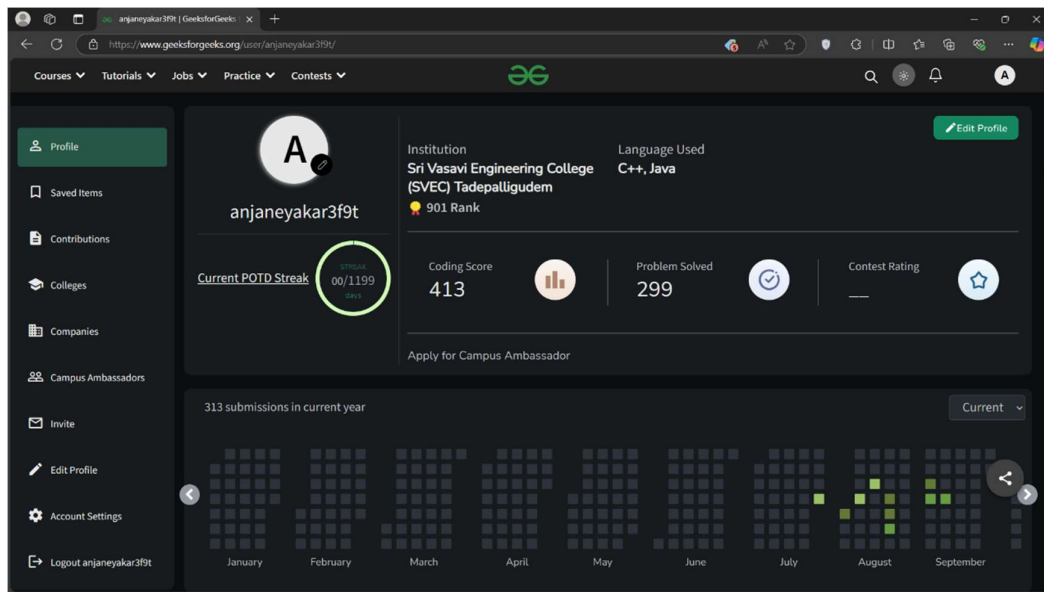 anjaneyakar3f9t | GeeksforGeeks
https://www.geeksforgeeks.org/user/anjaneyakar3f9t/
Courses Tutorials Jobs Practice Contests
A
Profile
Saved Items
Contributions
Colleges
Companies
Campus Ambassadors
Invite
Edit Profile
Account Settings
Logout anjaneyakar3f9t
A
anjaneyakar3f9t
Current POTD Streak
STREAK
00/1199
days
Edit Profile
Institution
Sri Vasavi Engineering College
(SVEC) Tadepalligudem
901 Rank
Language Used
C++, Java
Coding Score
413
Problem Solved
299
Contest Rating
__
Apply for Campus Ambassador
313 submissions in current year
Current
January February March April May June July August September